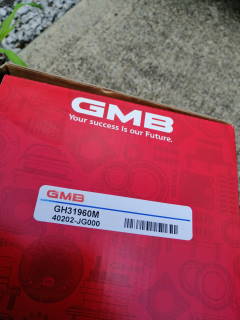 GMB
Your success is our Future.
GMB
GH31960M
40202-JG000